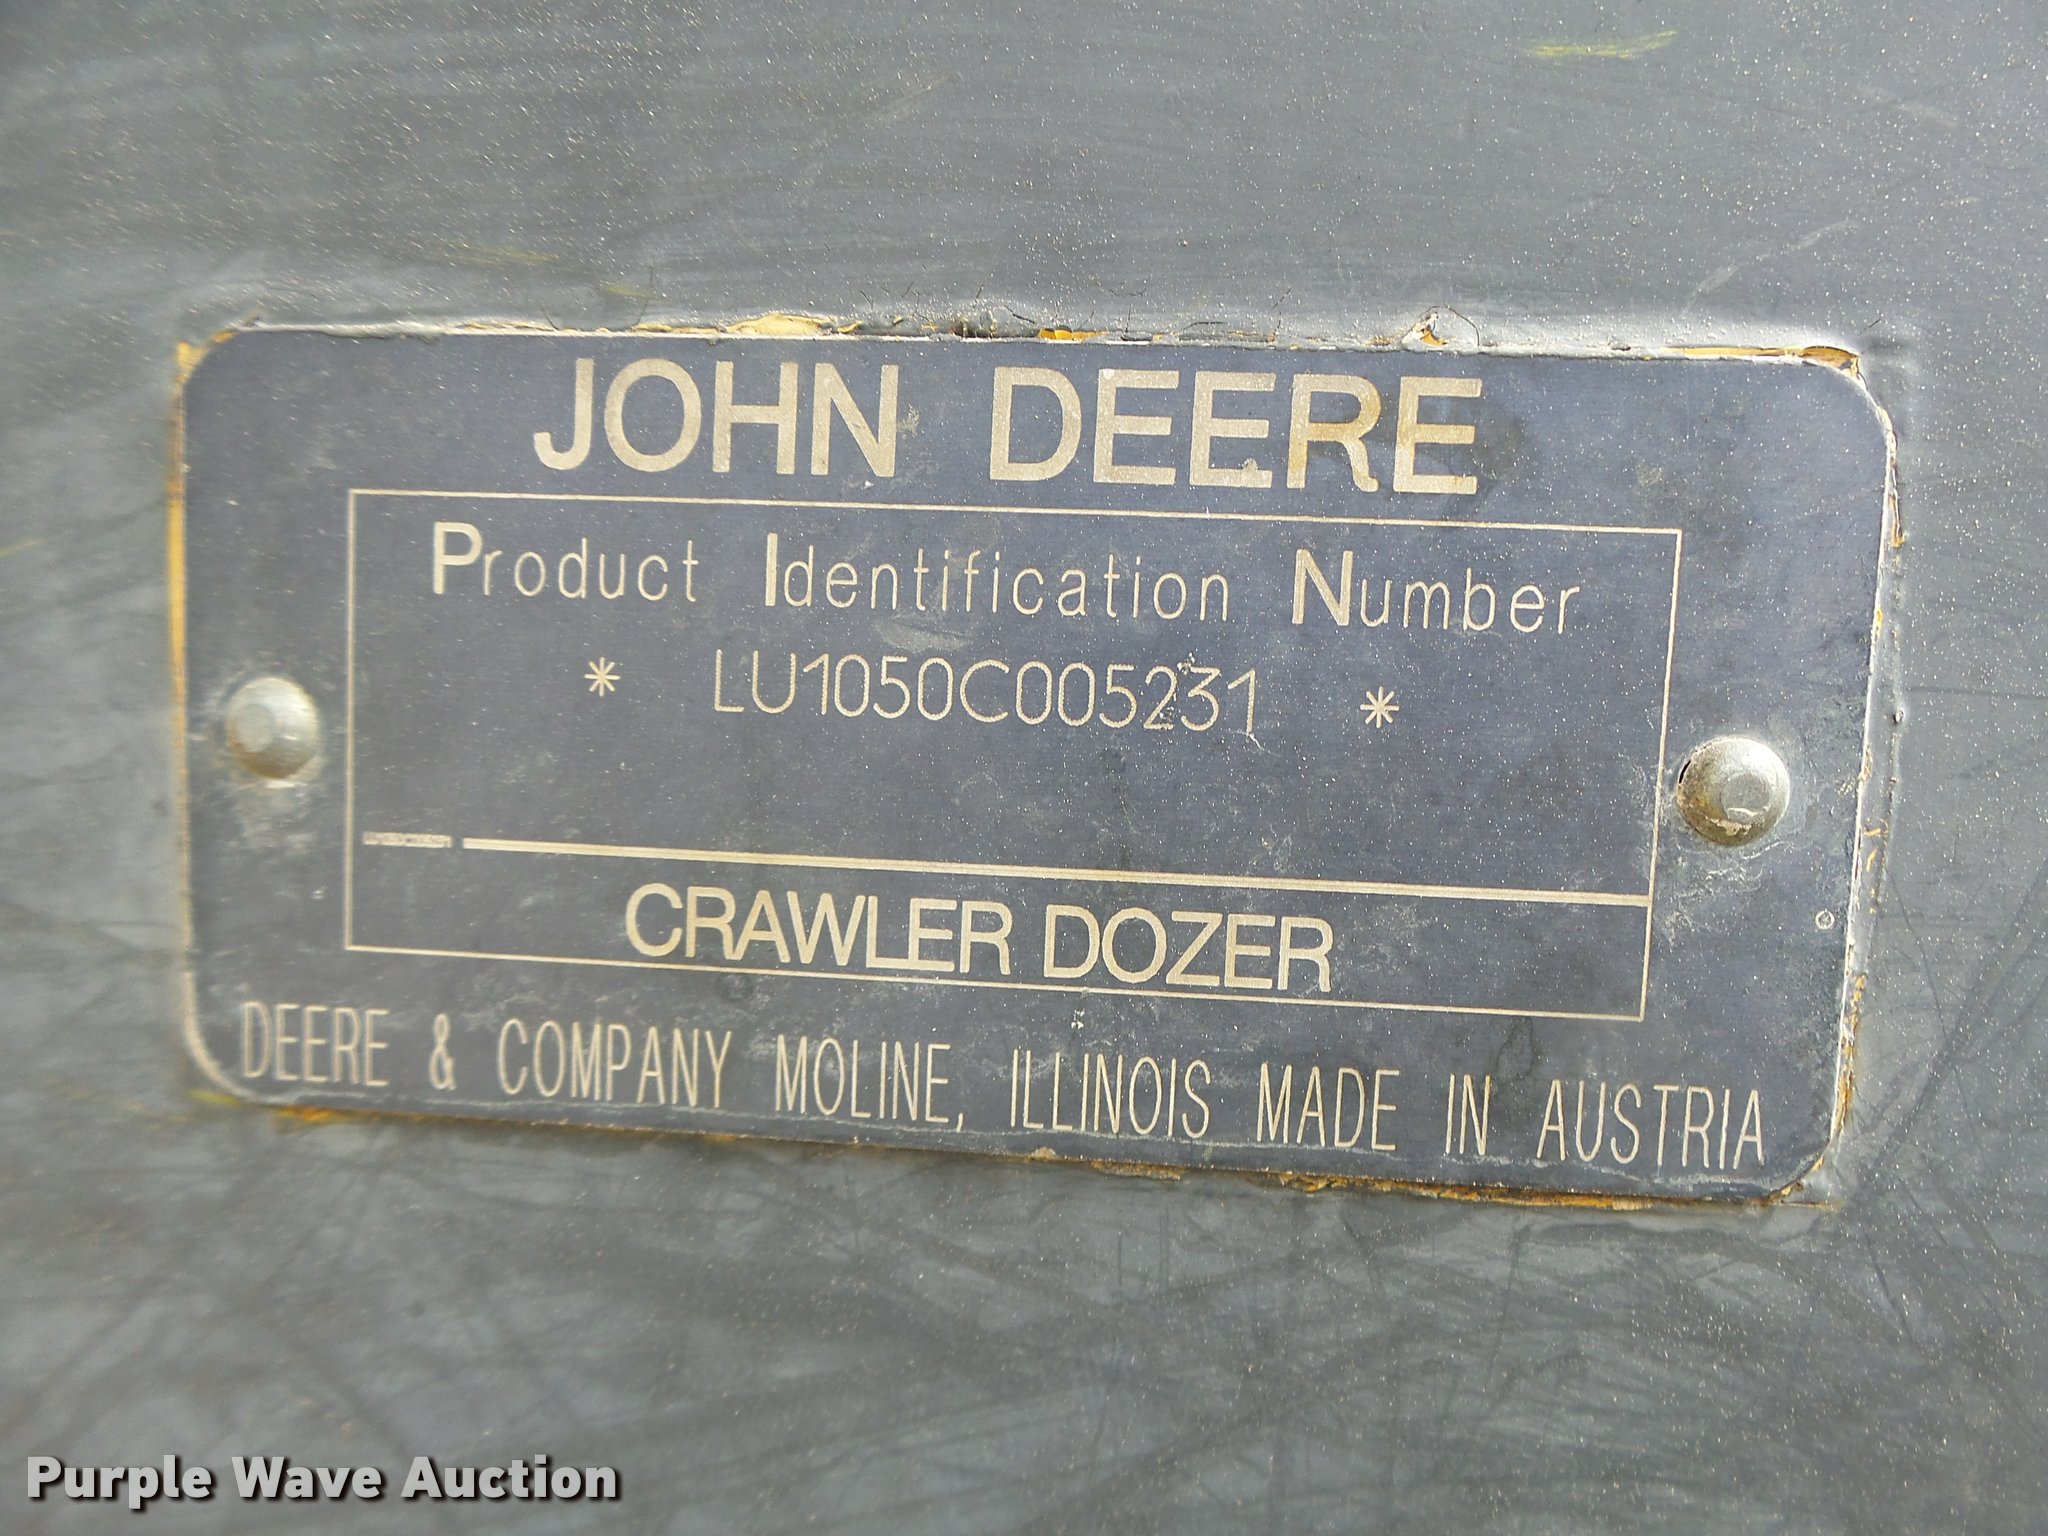 JOHN DEERE
Product Identification Number
* LU1050C005231 *
CRAWLER DOZER
DEERE & COMPANY MOLINE, ILLINOIS MADE IN AUSTRIA
Purple Wave Auction